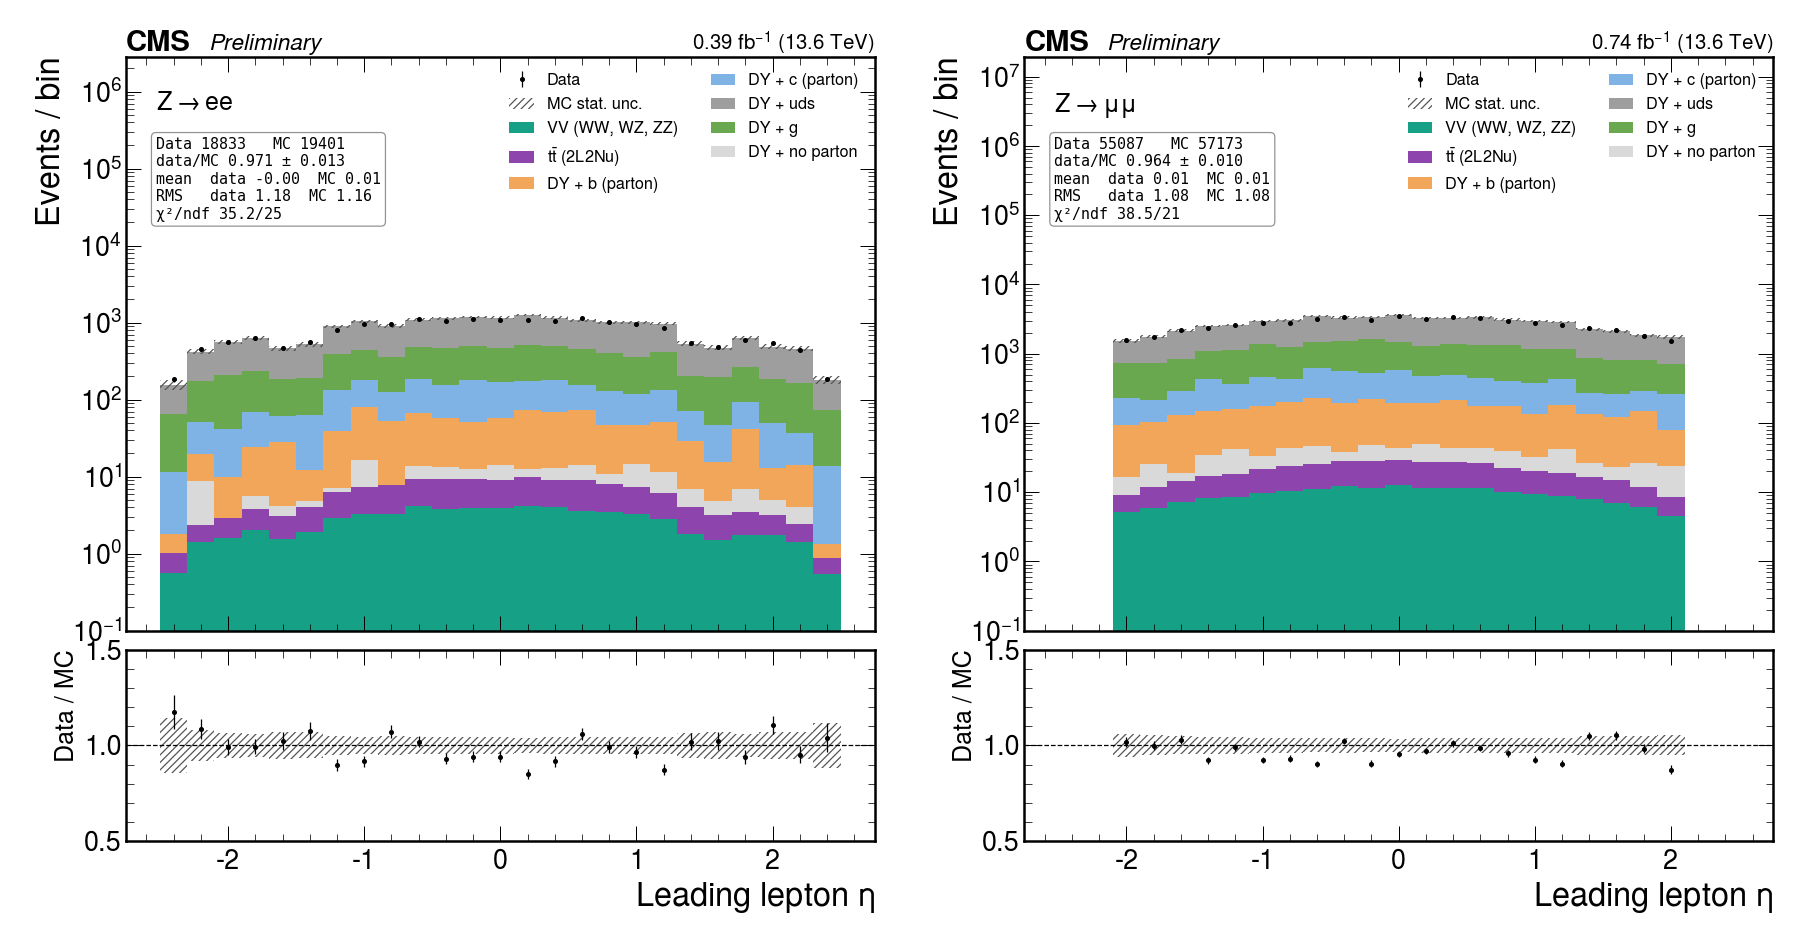 CMS Preliminary 0.39 fb⁻¹ (13.6 TeV)
Events / bin
10⁶
10⁵
10⁴
10³
10²
10¹
10⁰
10⁻¹
Z → ee
Data 18833 MC 19401
data/MC 0.971 ± 0.013
mean data -0.00 MC 0.01
RMS data 1.18 MC 1.16
χ²/ndf 35.2/25
Data
MC stat. unc.
VV (WW, WZ, ZZ)
tt̄ (2L2Nu)
DY + b (parton)
DY + c (parton)
DY + uds
DY + g
DY + no parton
Data / MC
1.5
1.0
0.5
-2 -1 0 1 2
Leading lepton η
CMS Preliminary 0.74 fb⁻¹ (13.6 TeV)
Events / bin
10⁷
10⁶
10⁵
10⁴
10³
10²
10¹
10⁰
10⁻¹
Z → μμ
Data 55087 MC 57173
data/MC 0.964 ± 0.010
mean data 0.01 MC 0.01
RMS data 1.08 MC 1.08
χ²/ndf 38.5/21
Data
MC stat. unc.
VV (WW, WZ, ZZ)
tt̄ (2L2Nu)
DY + b (parton)
DY + c (parton)
DY + uds
DY + g
DY + no parton
Data / MC
1.5
1.0
0.5
-2 -1 0 1 2
Leading lepton η